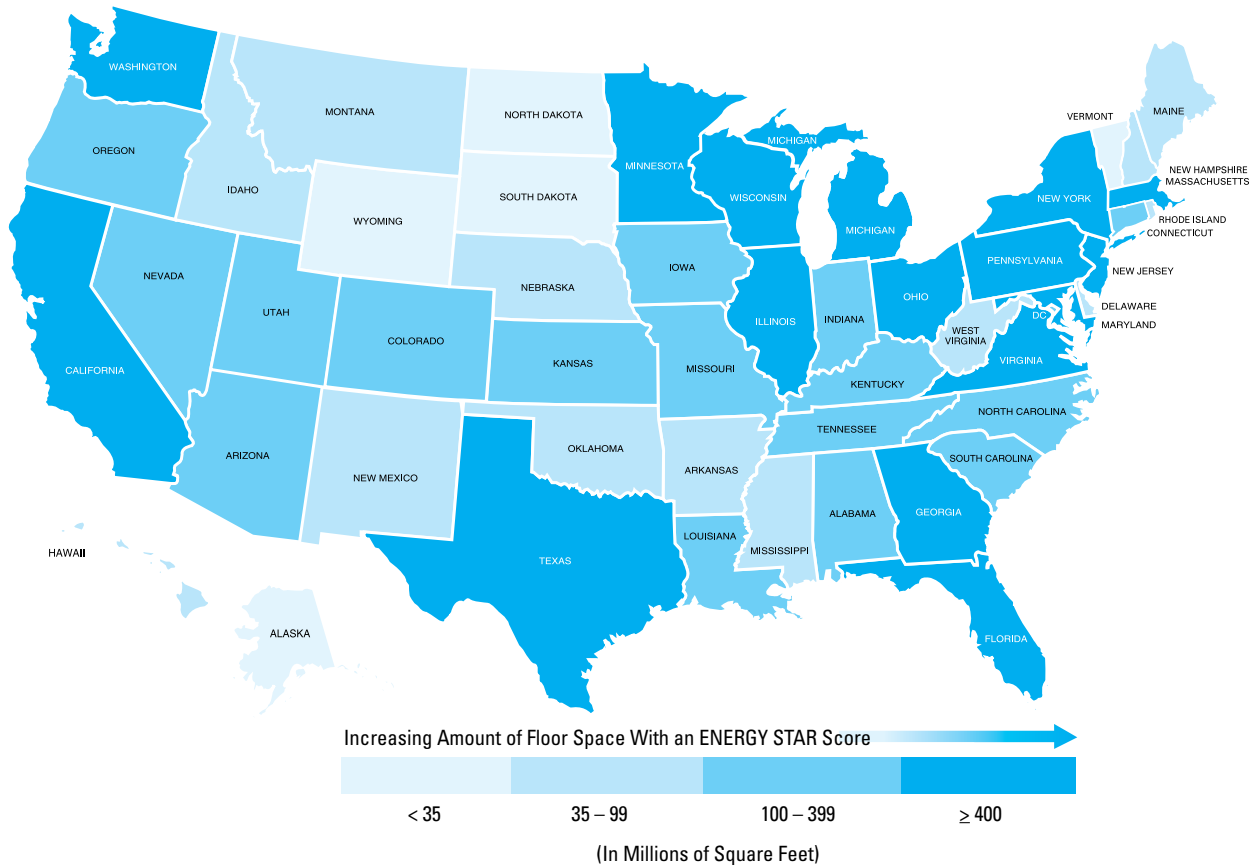 WASHINGTON
MONTANA
NORTH DAKOTA
VERMONT
MAINE
OREGON
IDAHO
MINNESOTA
MICHIGAN
WISCONSIN
NEW HAMPSHIRE
MASSACHUSETTS
SOUTH DAKOTA
WYOMING
NEW YORK
RHODE ISLAND
CONNECTICUT
MICHIGAN
NEVADA
IOWA
PENNSYLVANIA
NEW JERSEY
NEBRASKA
UTAH
OHIO
DELAWARE
COLORADO
ILLINOIS
INDIANA
DC
MARYLAND
WEST
VIRGINIA
CALIFORNIA
KANSAS
MISSOURI
VIRGINIA
KENTUCKY
NORTH CAROLINA
TENNESSEE
OKLAHOMA
ARIZONA
SOUTH CAROLINA
NEW MEXICO
ARKANSAS
GEORGIA
ALABAMA
LOUISIANA
HAWAII
MISSISSIPPI
TEXAS
ALASKA
FLORIDA
Increasing Amount of Floor Space With an ENERGY STAR Score
< 35
35 – 99
100 – 399
≥ 400
(In Millions of Square Feet)